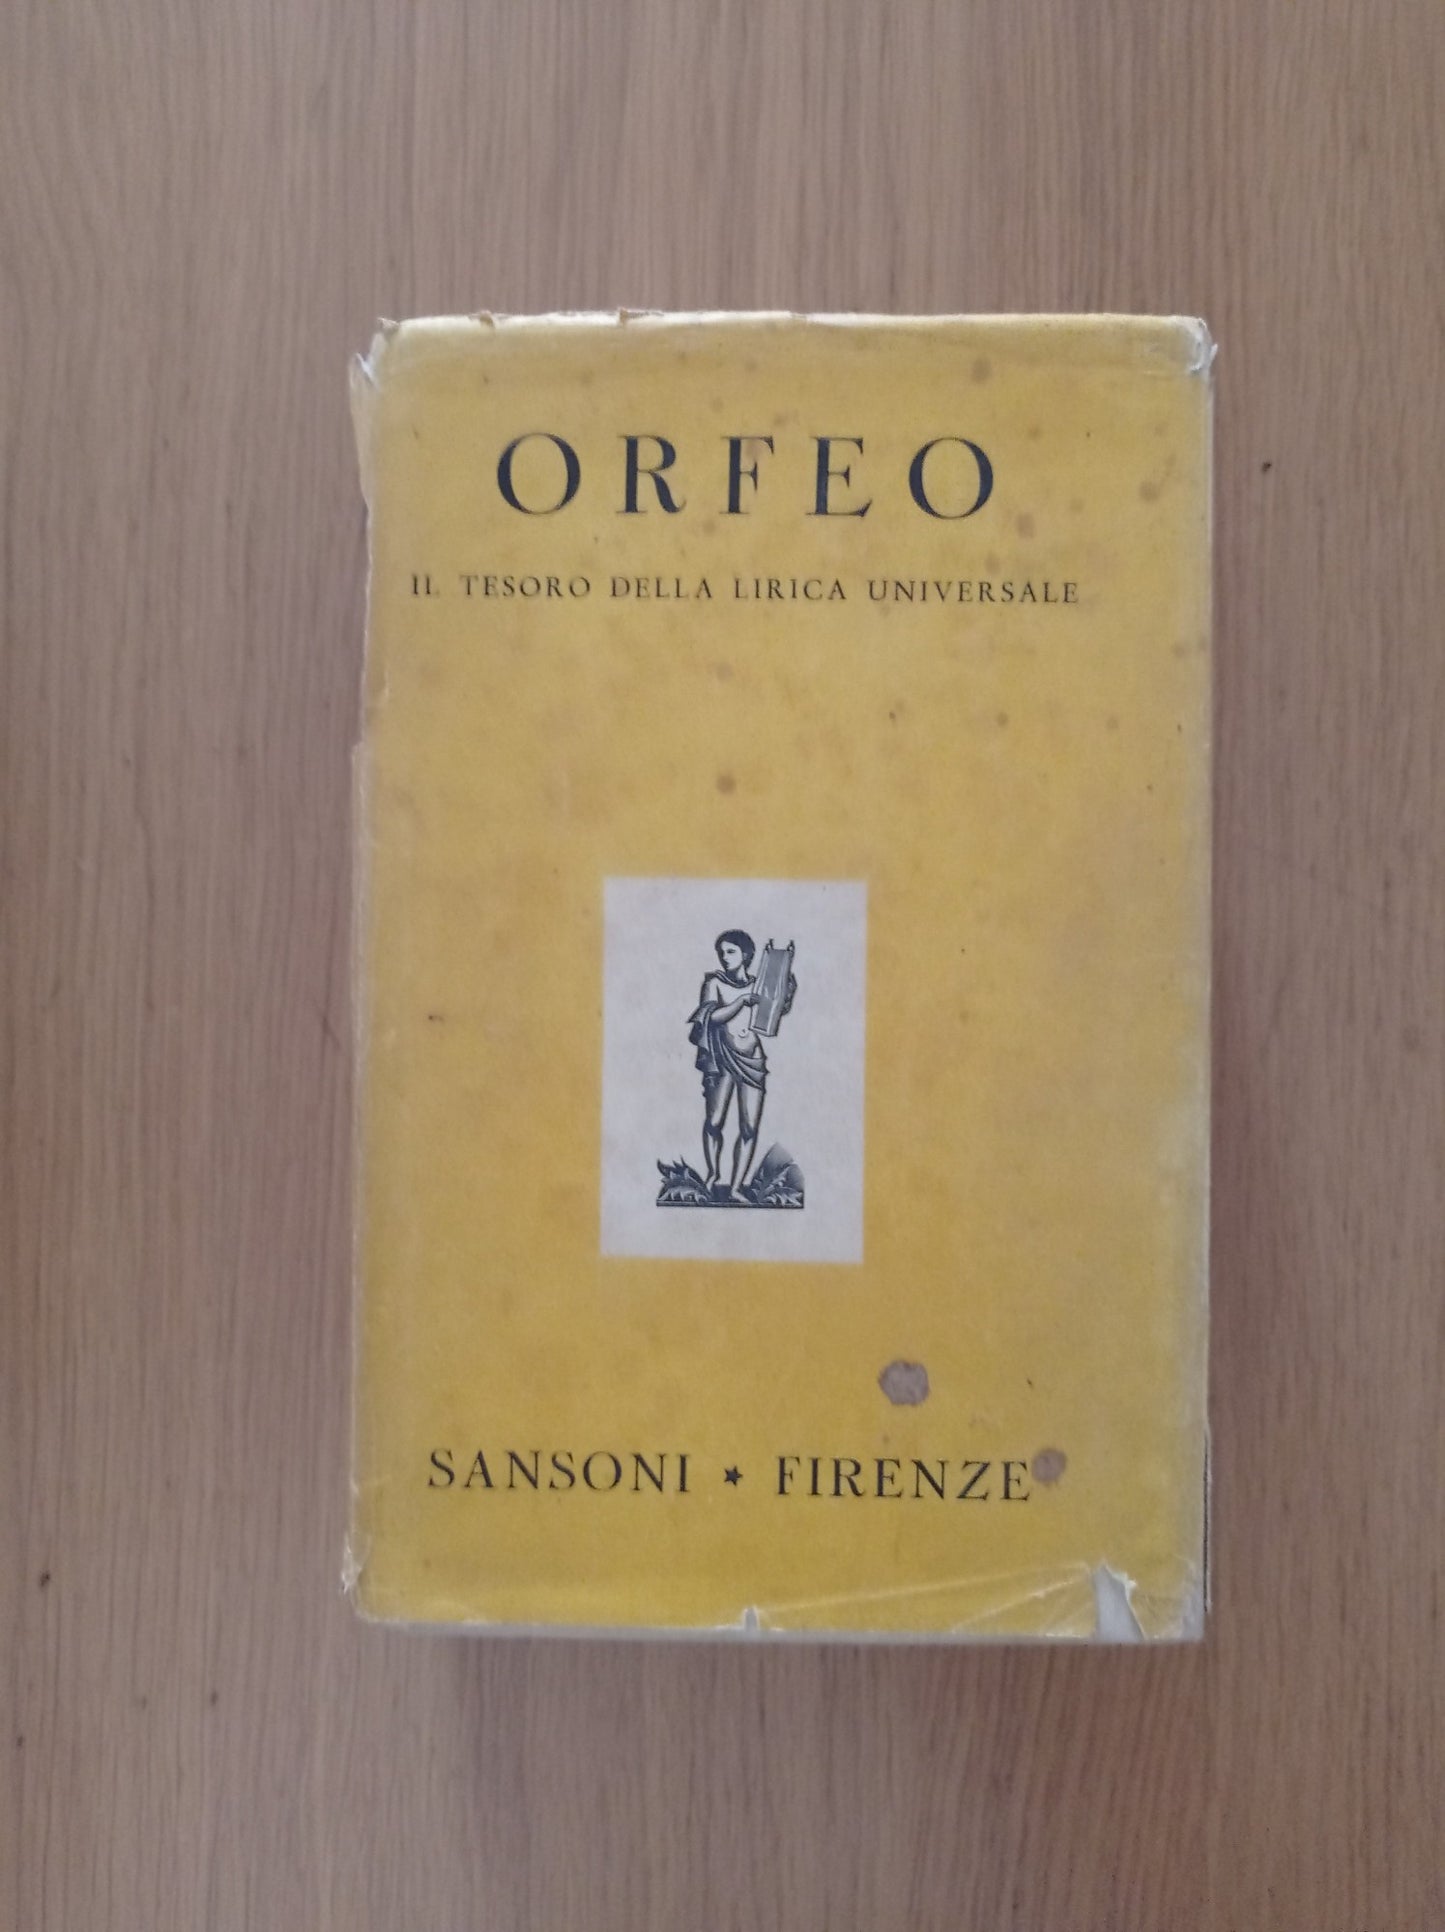 ORFEO
IL TESORO DELLA LIRICA UNIVERSALE
SANSONI ★ FIRENZE